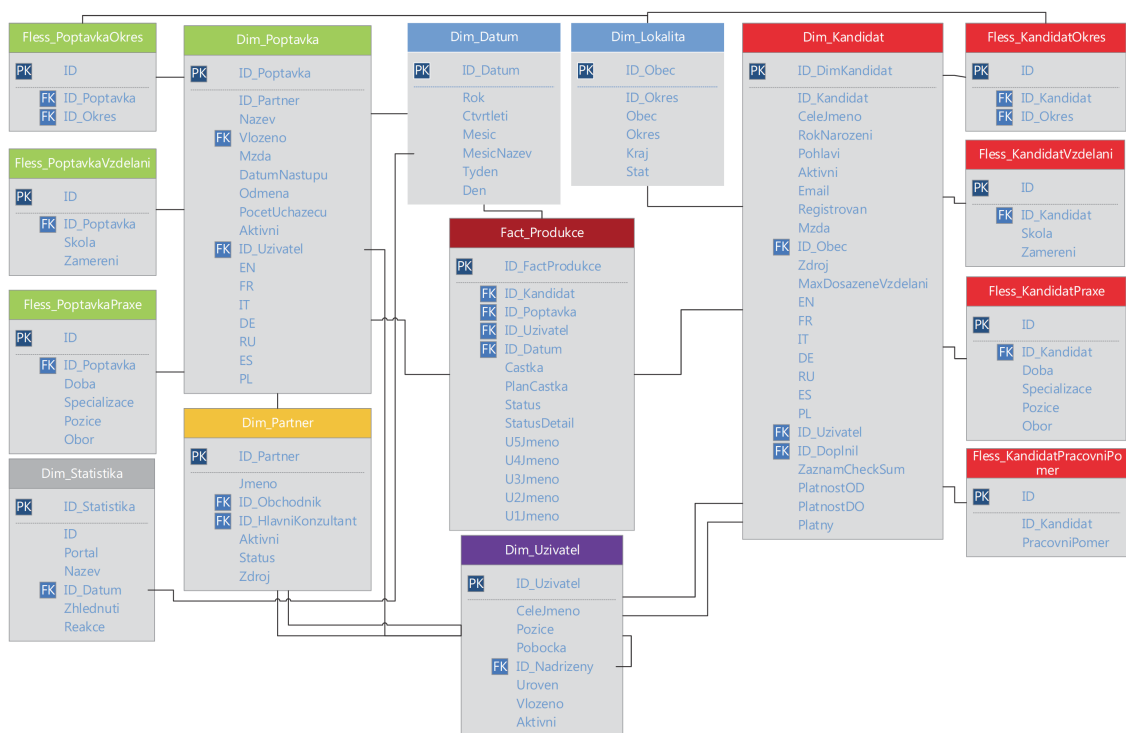 Fless_PoptavkaOkres
PK ID
FK ID_Poptavka
FK ID_Okres
Fless_PoptavkaVzdelani
PK ID
FK ID_Poptavka
Skola
Zamereni
Fless_PoptavkaPraxe
PK ID
FK ID_Poptavka
Doba
Specializace
Pozice
Obor
Dim_Statistika
PK ID_Statistika
ID
Portal
Nazev
FK ID_Datum
Zhlednuti
Reakce
Dim_Poptavka
PK ID_Poptavka
ID_Partner
Nazev
FK Vlozeno
Mzda
DatumNastupu
Odmena
PocetUchazecu
Aktivni
FK ID_Uzivatel
EN
FR
IT
DE
RU
ES
PL
Dim_Partner
PK ID_Partner
Jmeno
FK ID_Obchodnik
FK ID_HlavniKonzultant
Aktivni
Status
Zdroj
Dim_Datum
PK ID_Datum
Rok
Ctvrtleti
Mesic
MesicNazev
Tyden
Den
Dim_Lokalita
PK ID_Obec
ID_Okres
Obec
Okres
Kraj
Stat
Fact_Produkce
PK ID_FactProdukce
FK ID_Kandidat
FK ID_Poptavka
FK ID_Uzivatel
FK ID_Datum
Castka
PlanCastka
Status
StatusDetail
U5Jmeno
U4Jmeno
U3Jmeno
U2Jmeno
U1Jmeno
Dim_Uzivatel
PK ID_Uzivatel
CeleJmeno
Pozice
Pobocka
FK ID_Nadrizeny
Uroven
Vlozeno
Aktivni
Dim_Kandidat
PK ID_DimKandidat
ID_Kandidat
CeleJmeno
RokNarozeni
Pohlavi
Aktivni
Email
Registrovan
Mzda
FK ID_Obec
Zdroj
MaxDosazeneVzdelani
EN
FR
IT
DE
RU
ES
PL
FK ID_Uzivatel
FK ID_Doplnil
ZaznamCheckSum
PlatnostOD
PlatnostDO
Platny
Fless_KandidatOkres
PK ID
FK ID_Kandidat
FK ID_Okres
Fless_KandidatVzdelani
PK ID
FK ID_Kandidat
Skola
Zamereni
Fless_KandidatPraxe
PK ID
FK ID_Kandidat
Doba
Specializace
Pozice
Obor
Fless_KandidatPracovniPo
mer
PK ID
ID_Kandidat
PracovniPomer